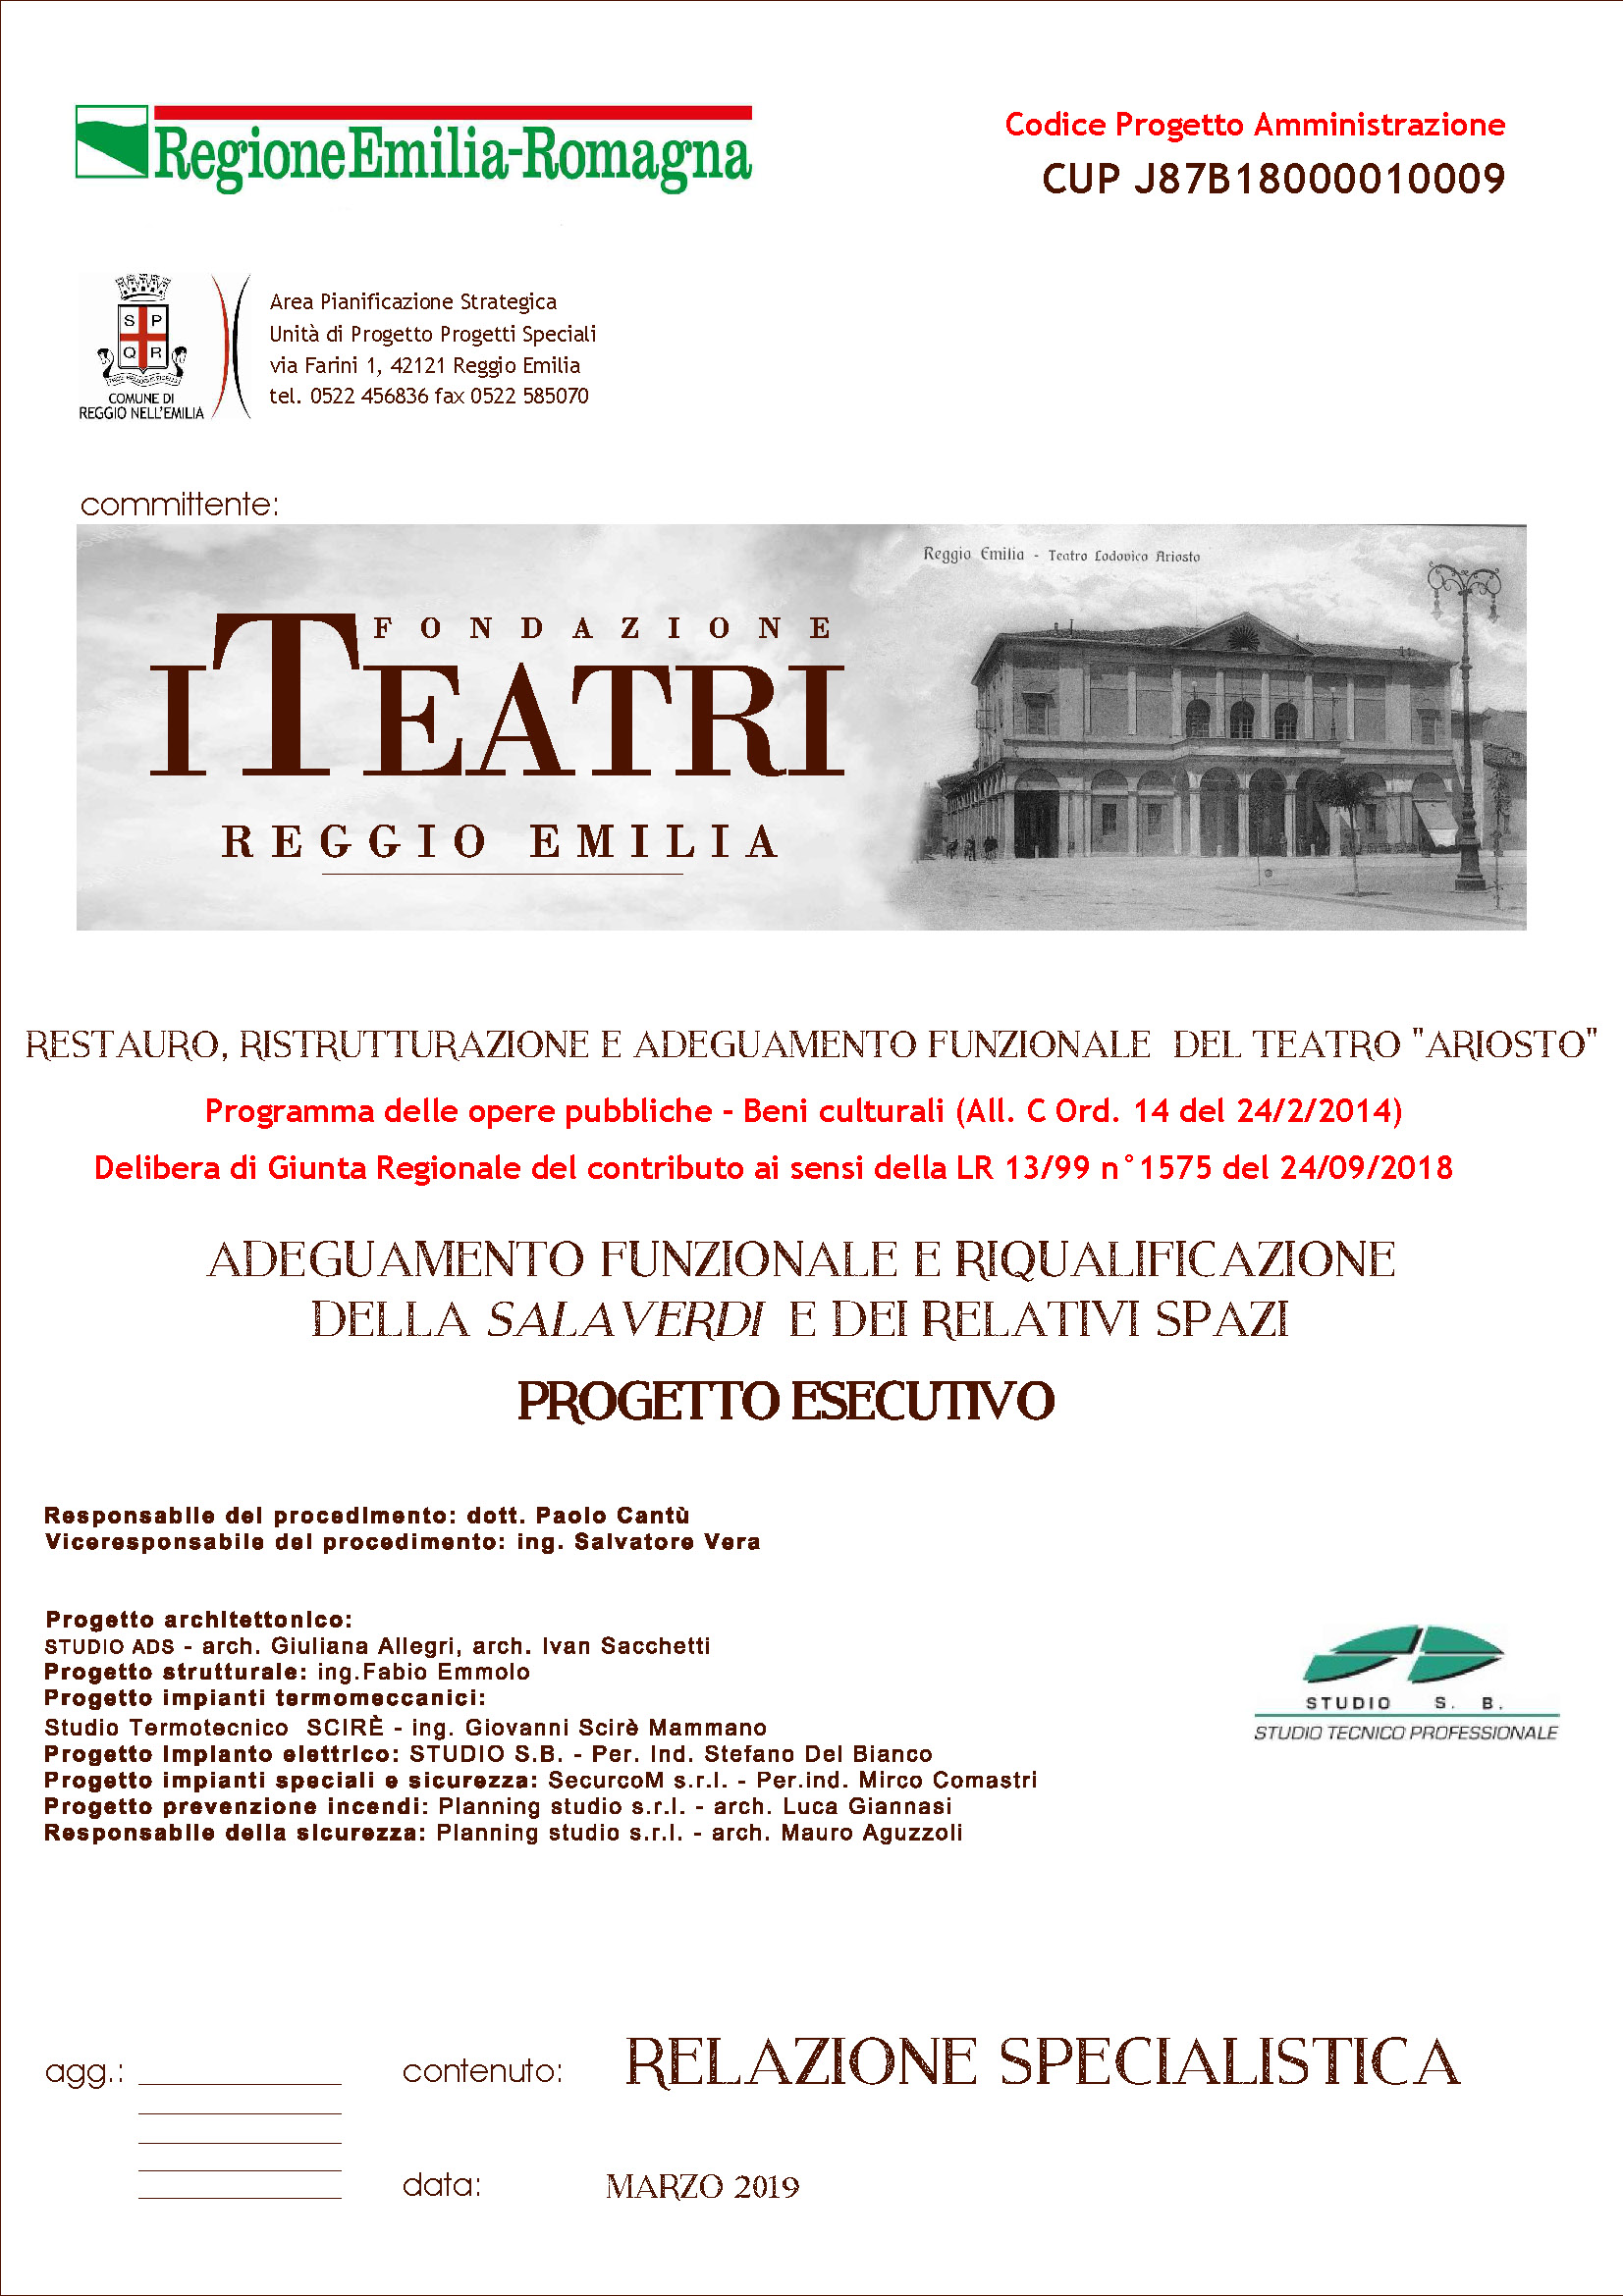 RegioneEmilia-Romagna
Codice Progetto Amministrazione
CUP J87B18000010009
S P
Q R
COMUNE DI
REGGIO NELL'EMILIA
Area Pianificazione Strategica
Unità di Progetto Progetti Speciali
via Farini 1, 42121 Reggio Emilia
tel. 0522 456836 fax 0522 585070
committente:
Reggio Emilia - Teatro Lodovico Ariosto
FONDAZIONE
I TEATRI
REGGIO EMILIA
RESTAURO, RISTRUTTURAZIONE E ADEGUAMENTO FUNZIONALE DEL TEATRO "ARIOSTO"
Programma delle opere pubbliche - Beni culturali (All. C Ord. 14 del 24/2/2014)
Delibera di Giunta Regionale del contributo ai sensi della LR 13/99 n°1575 del 24/09/2018
ADEGUAMENTO FUNZIONALE E RIQUALIFICAZIONE
DELLA SALA VERDI E DEI RELATIVI SPAZI
PROGETTO ESECUTIVO
Responsabile del procedimento: dott. Paolo Cantù
Viceresponsabile del procedimento: ing. Salvatore Vera
Progetto architettonico:
STUDIO ADS - arch. Giuliana Allegri, arch. Ivan Sacchetti
Progetto strutturale: ing.Fabio Emmolo
Progetto impianti termomeccanici:
Studio Termotecnico SCIRÈ - ing. Giovanni Scirè Mammano
Progetto impianto elettrico: STUDIO S.B. - Per. Ind. Stefano Del Bianco
Progetto impianti speciali e sicurezza: SecurcoM s.r.l. - Per.ind. Mirco Comastri
Progetto prevenzione incendi: Planning studio s.r.l. - arch. Luca Giannasi
Responsabile della sicurezza: Planning studio s.r.l. - arch. Mauro Aguzzoli
STUDIO S. B.
STUDIO TECNICO PROFESSIONALE
agg.:
contenuto: RELAZIONE SPECIALISTICA
data: MARZO 2019